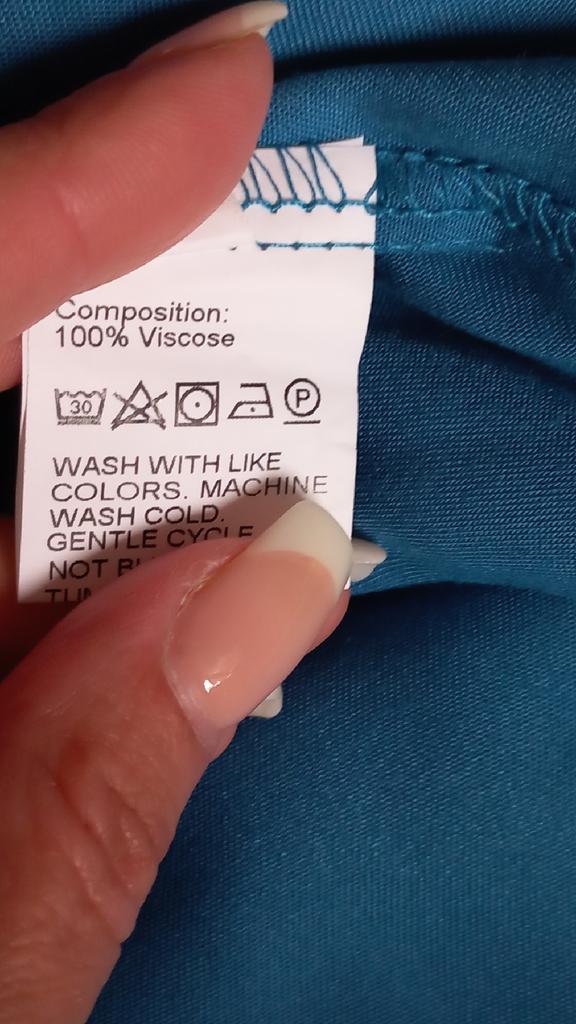 Composition:
100% Viscose
30
P
WASH WITH LIKE
COLORS. MACHINE
WASH COLD.
GENTLE CYCLE
NOT